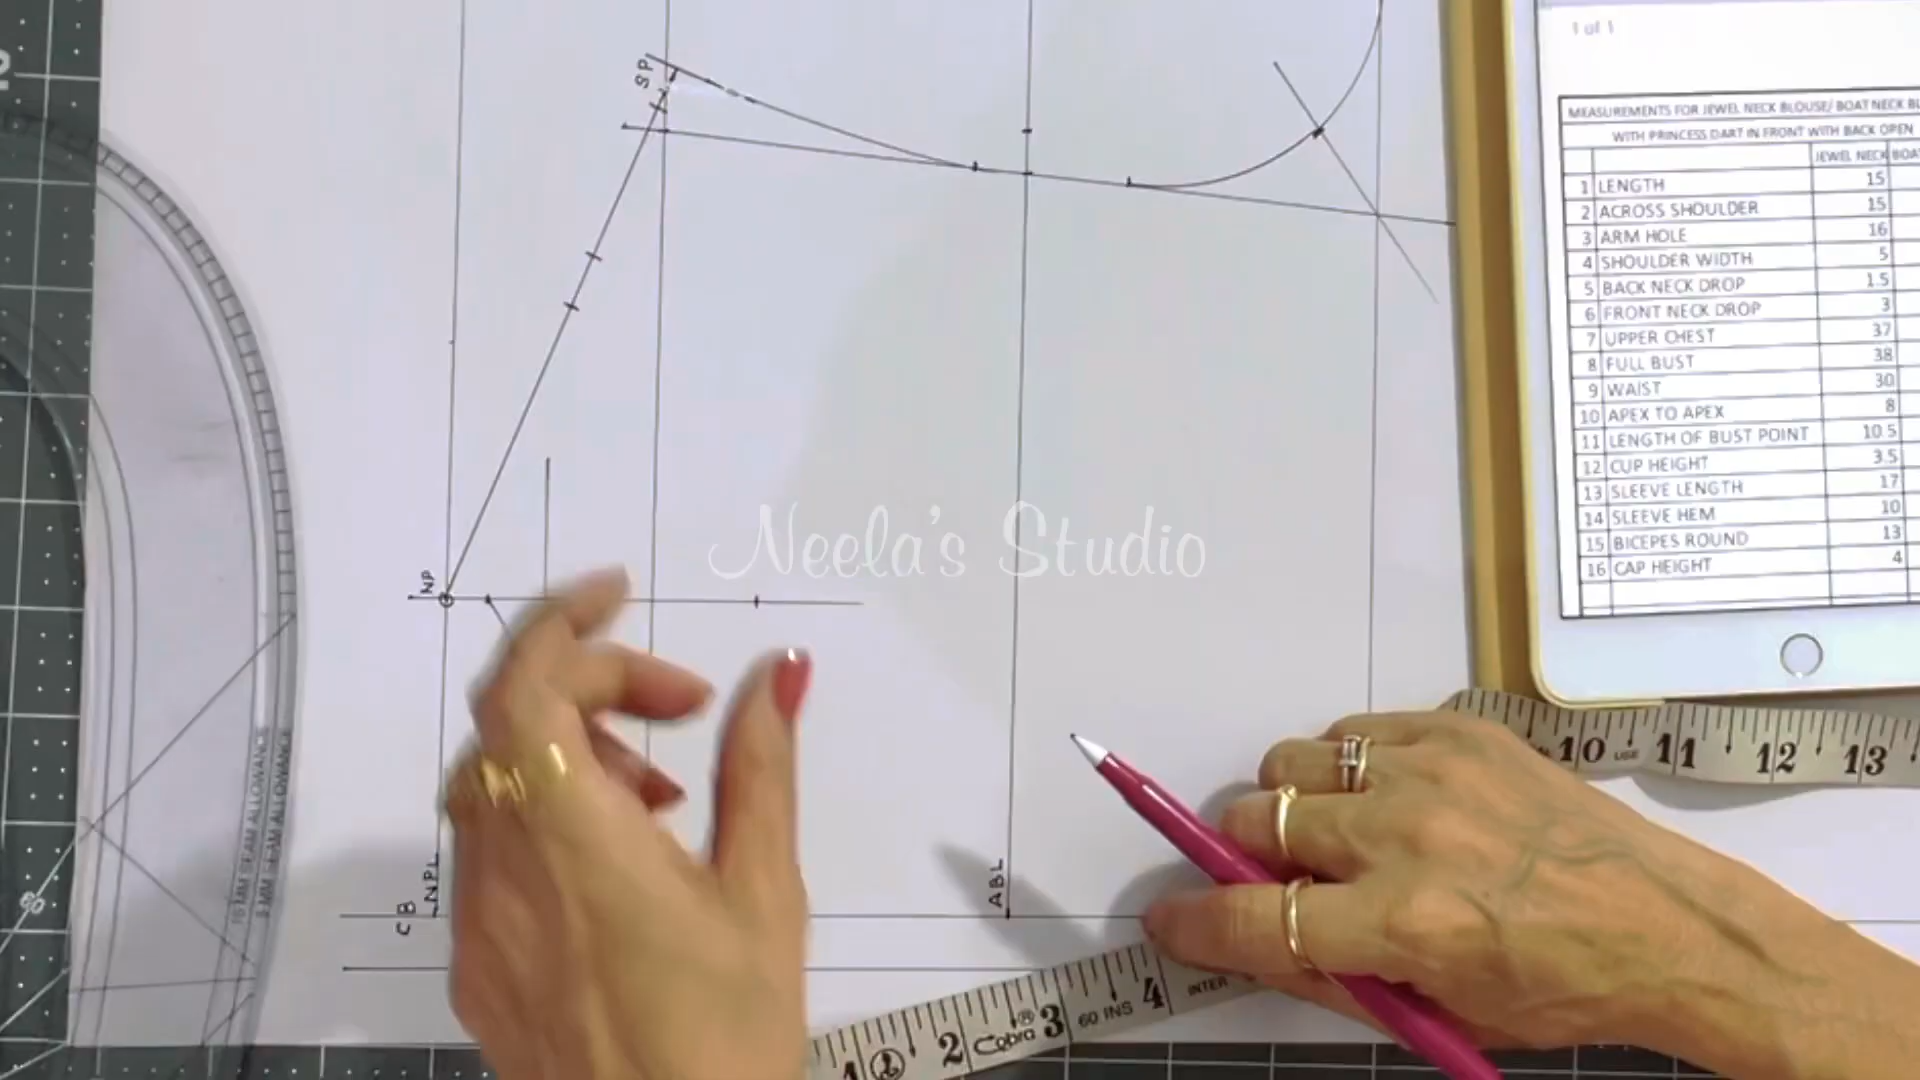 1 of 1
MEASUREMENTS FOR JEWEL NECK BLOUSE/ BOAT NECK
WITH PRINCESS DART IN FRONT WITH BACK OPEN
JEWEL NECK
1 LENGTH 15
2 ACROSS SHOULDER 15
3 ARM HOLE 16
4 SHOULDER WIDTH 5
5 BACK NECK DROP 1.5
6 FRONT NECK DROP 3
7 UPPER CHEST 37
8 FULL BUST 38
9 WAIST 30
10 APEX TO APEX 8
11 LENGTH OF BUST POINT 10.5
12 CUP HEIGHT 3.5
13 SLEEVE LENGTH 17
14 SLEEVE HEM 10
15 BICEPES ROUND 13
16 CAP HEIGHT 4
SP
NP
Neela's Studio
NPL
CB
ABL
10 USE 11 12 13
1 2 Cobra® 3 60 INS 4 INTER
60